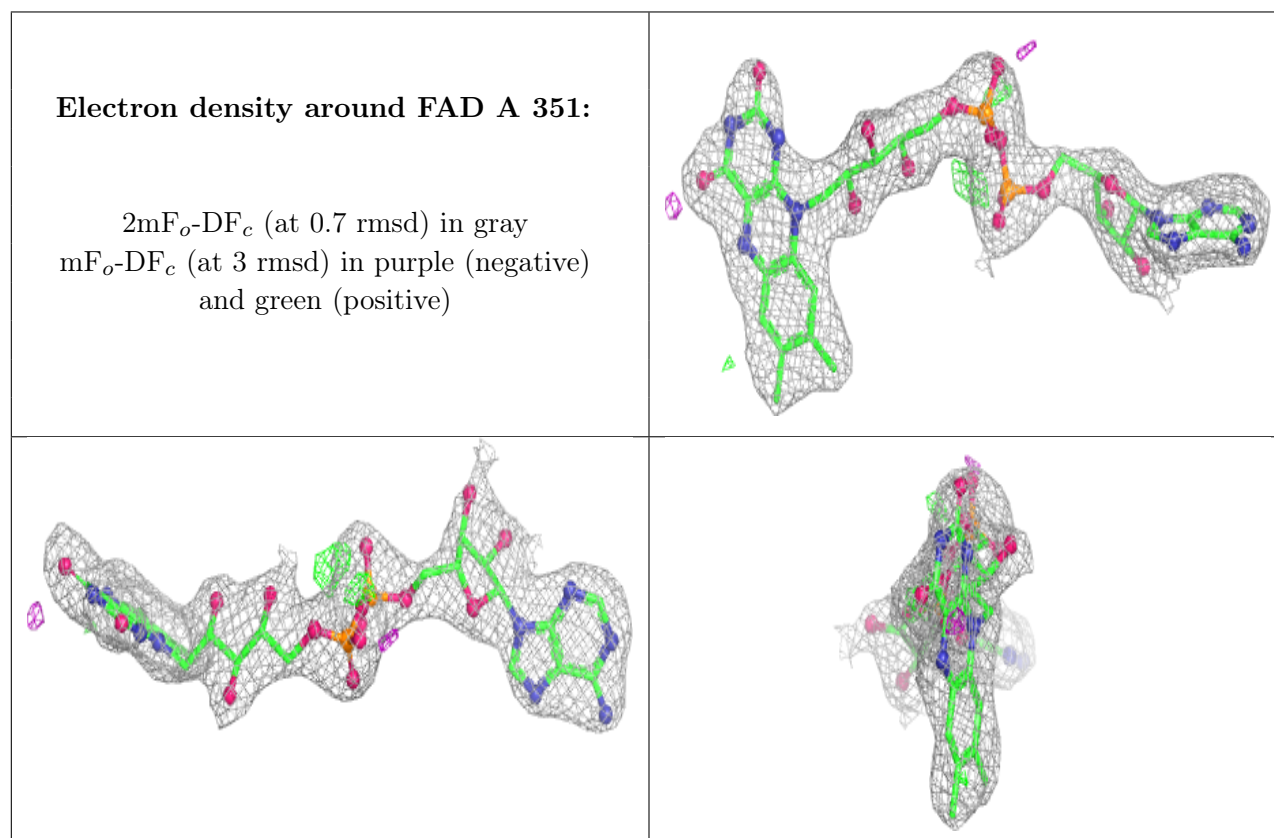 Electron density around FAD A 351:
2mFo-DFc (at 0.7 rmsd) in gray
mFo-DFc (at 3 rmsd) in purple (negative)
and green (positive)